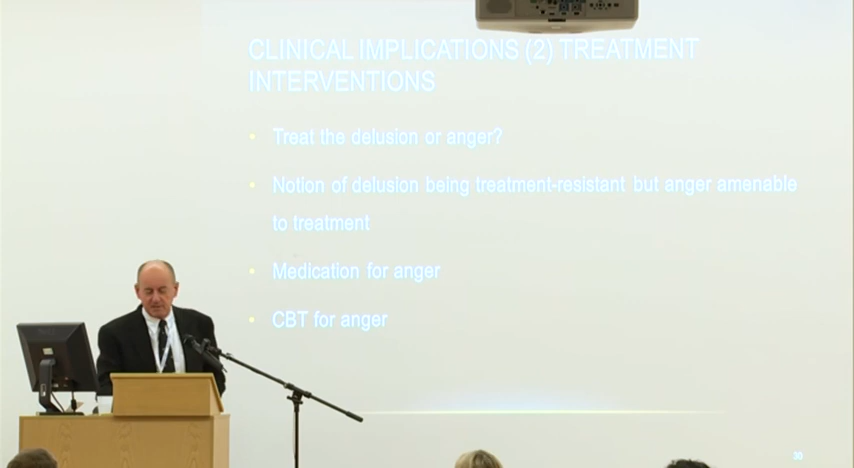 CLINICAL IMPLICATIONS (2) TREATMENT
INTERVENTIONS
• Treat the delusion or anger?
• Notion of delusion being treatment-resistant but anger amenable
to treatment
• Medication for anger
• CBT for anger
30